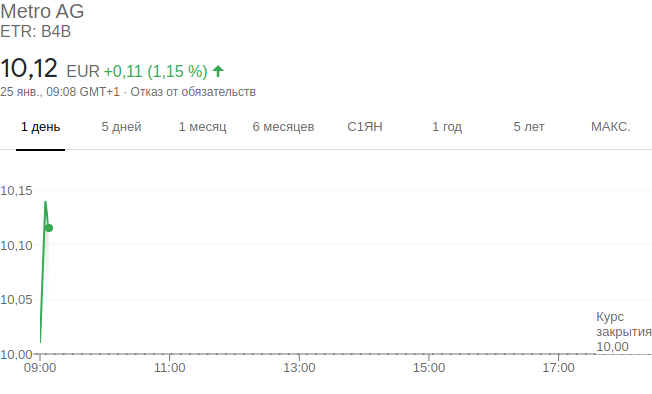 Metro AG
ETR: B4B
10,12 EUR +0,11 (1,15 %)
25 янв., 09:08 GMT+1 · Отказ от обязательств
1 день 5 дней 1 месяц 6 месяцев С1ЯН 1 год 5 лет МАКС.
10,15
10,10
10,05
Курс
закрытия
10,00
10,00
09:00 11:00 13:00 15:00 17:00